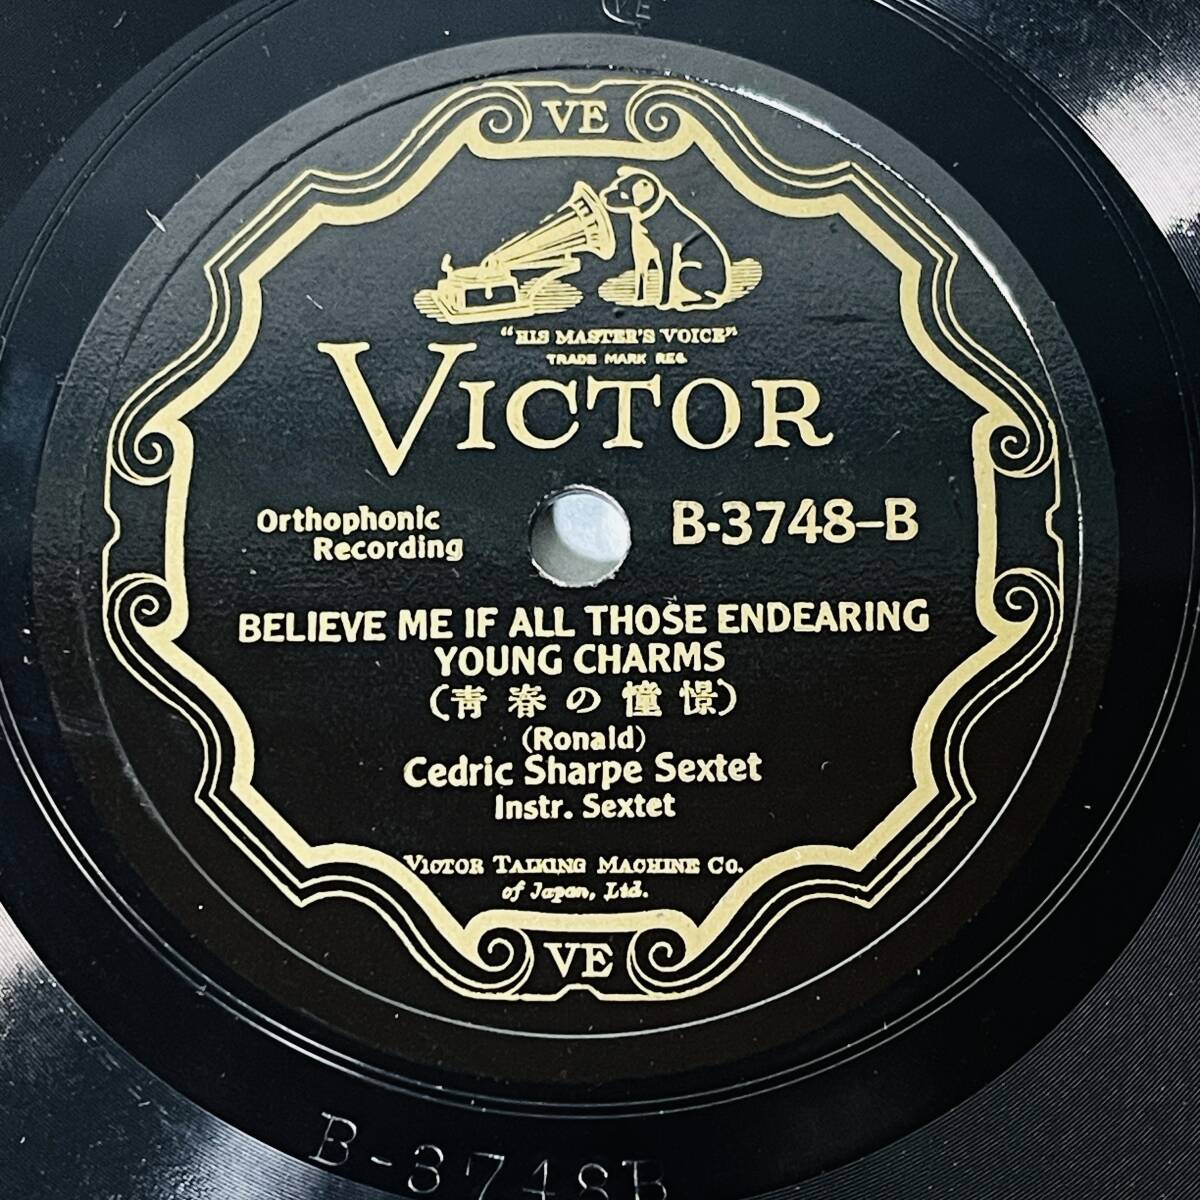 VE
"HIS MASTER'S VOICE"
TRADE MARK REG.
VICTOR
Orthophonic
Recording
B-3748-B
BELIEVE ME IF ALL THOSE ENDEARING
YOUNG CHARMS
(青春の憧憬)
(Ronald)
Cedric Sharpe Sextet
Instr. Sextet
VICTOR TALKING MACHINE CO.
of Japan, Ltd.
VE
B-3748B